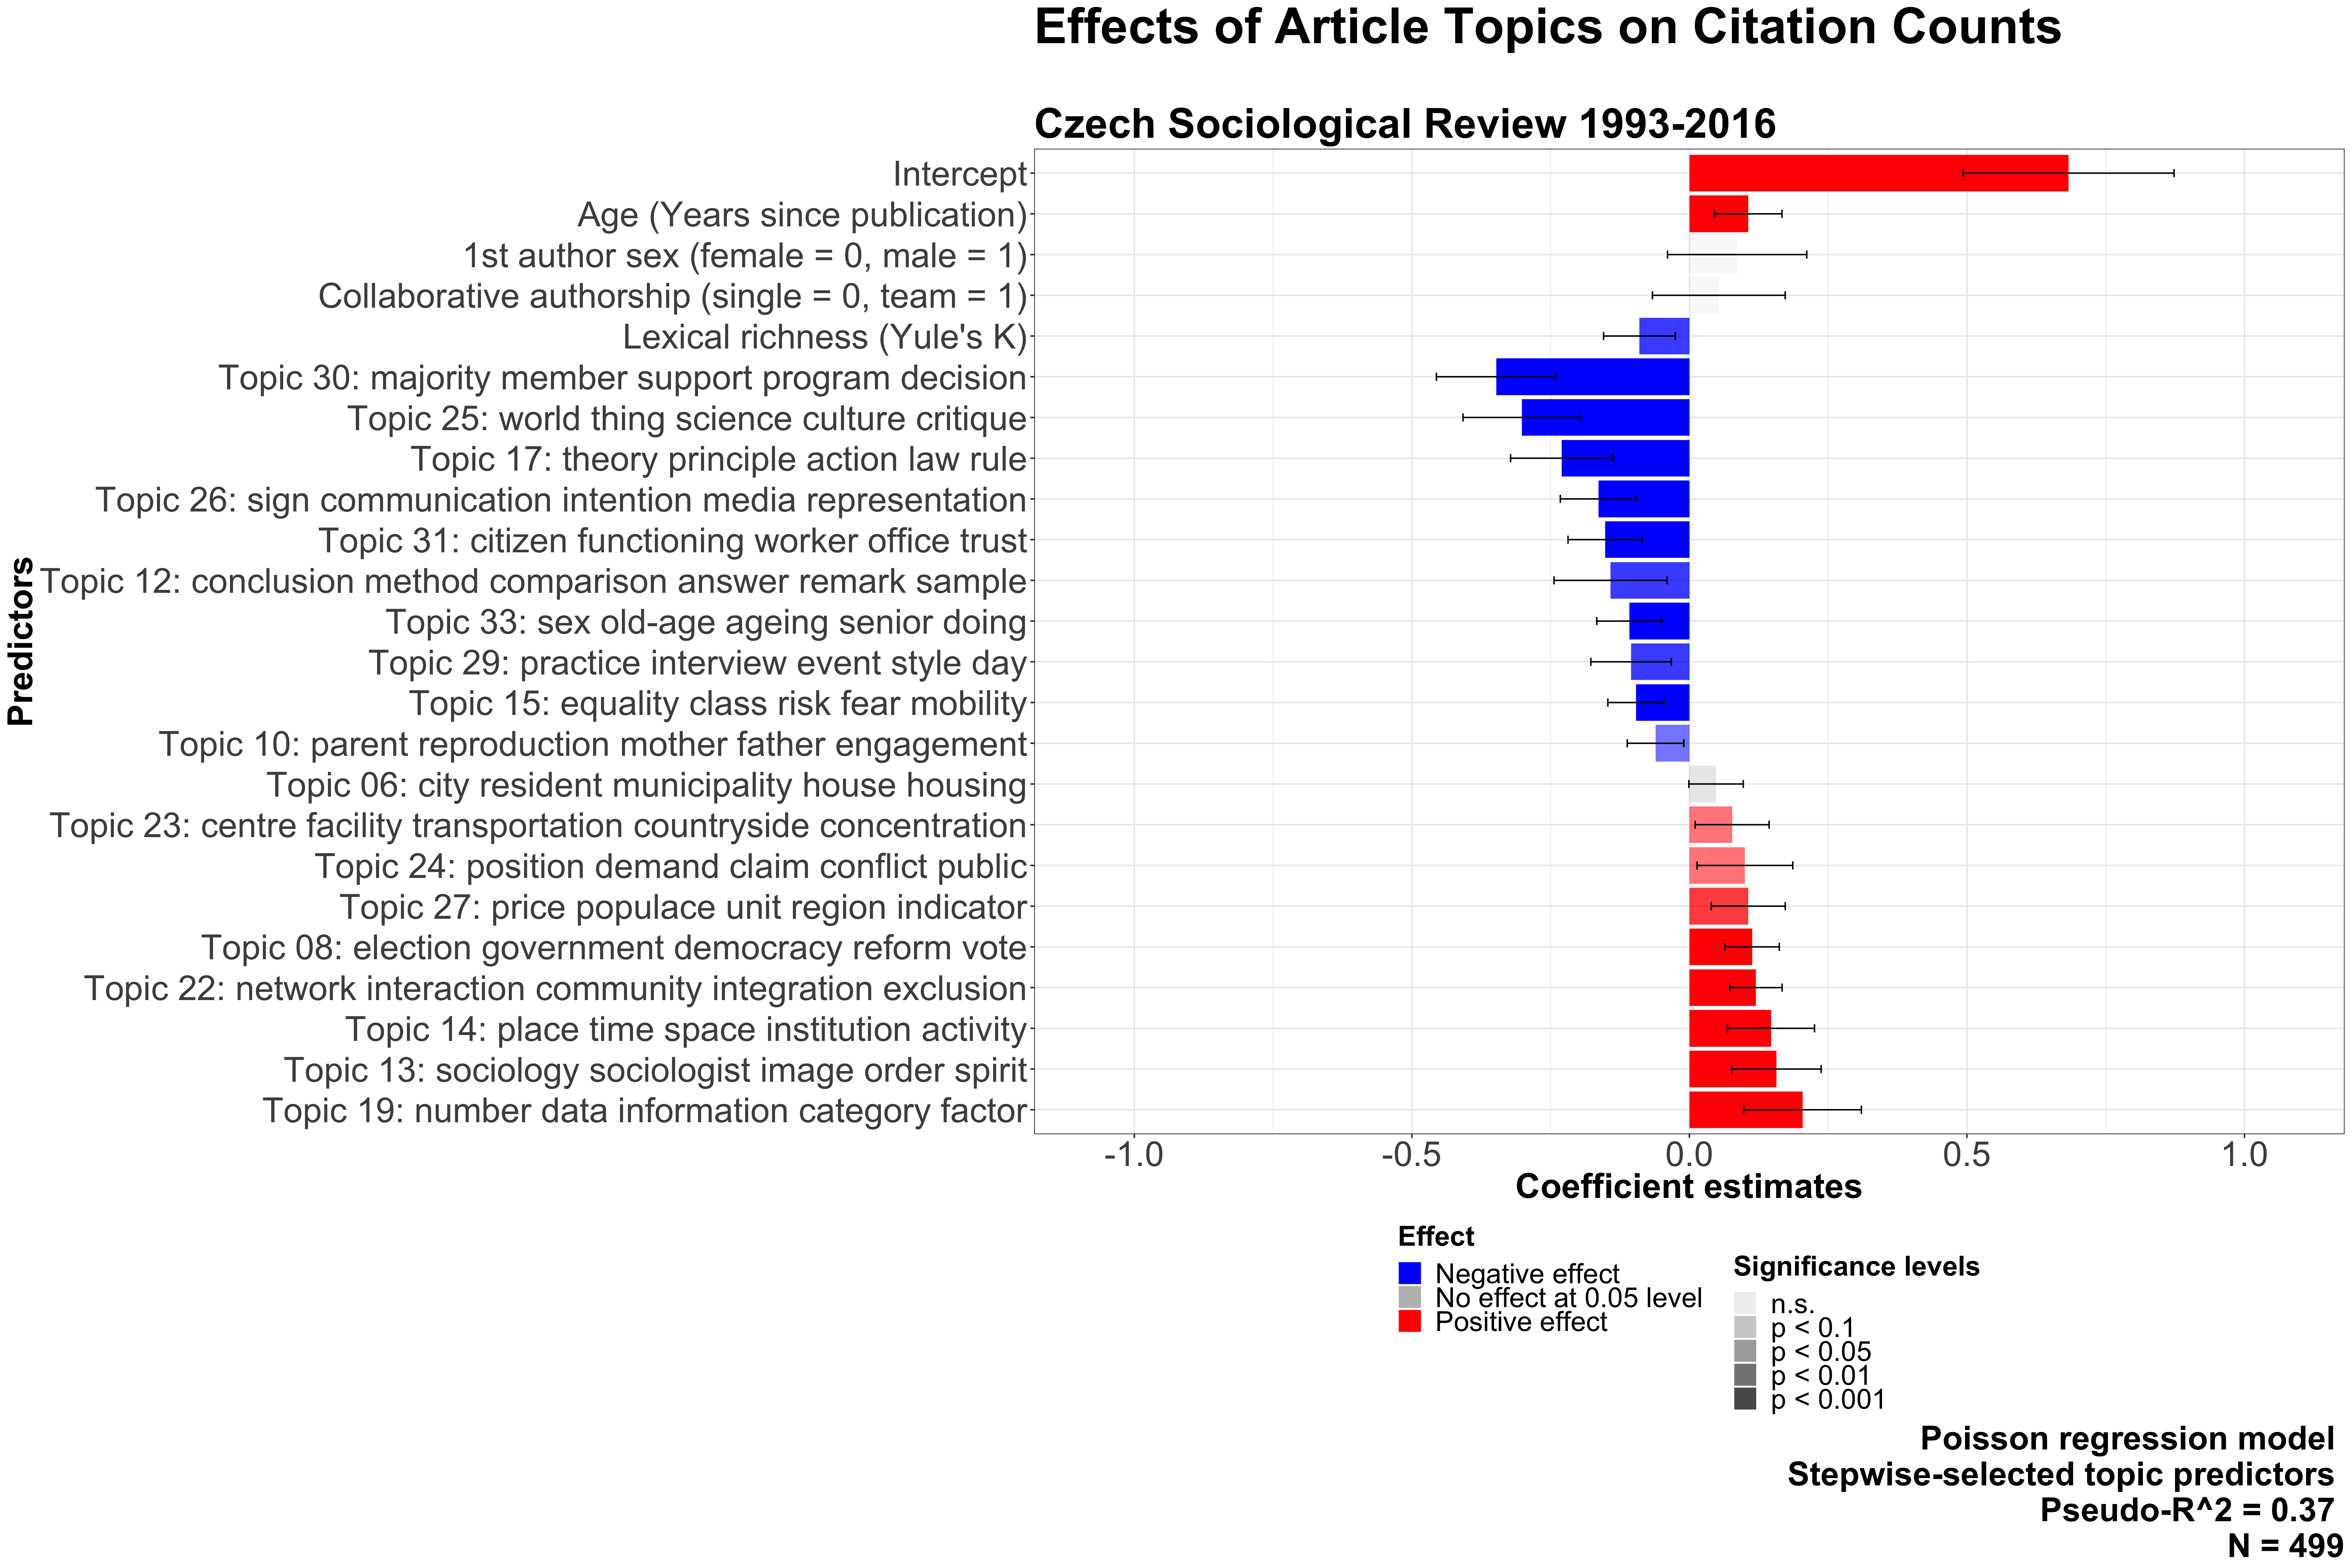 Effects of Article Topics on Citation Counts
Czech Sociological Review 1993-2016
Predictors
Intercept
Age (Years since publication)
1st author sex (female = 0, male = 1)
Collaborative authorship (single = 0, team = 1)
Lexical richness (Yule's K)
Topic 30: majority member support program decision
Topic 25: world thing science culture critique
Topic 17: theory principle action law rule
Topic 26: sign communication intention media representation
Topic 31: citizen functioning worker office trust
Topic 12: conclusion method comparison answer remark sample
Topic 33: sex old-age ageing senior doing
Topic 29: practice interview event style day
Topic 15: equality class risk fear mobility
Topic 10: parent reproduction mother father engagement
Topic 06: city resident municipality house housing
Topic 23: centre facility transportation countryside concentration
Topic 24: position demand claim conflict public
Topic 27: price populace unit region indicator
Topic 08: election government democracy reform vote
Topic 22: network interaction community integration exclusion
Topic 14: place time space institution activity
Topic 13: sociology sociologist image order spirit
Topic 19: number data information category factor
-1.0 -0.5 0.0 0.5 1.0
Coefficient estimates
Effect
Negative effect
No effect at 0.05 level
Positive effect
Significance levels
n.s.
p < 0.1
p < 0.05
p < 0.01
p < 0.001
Poisson regression model
Stepwise-selected topic predictors
Pseudo-R^2 = 0.37
N = 499